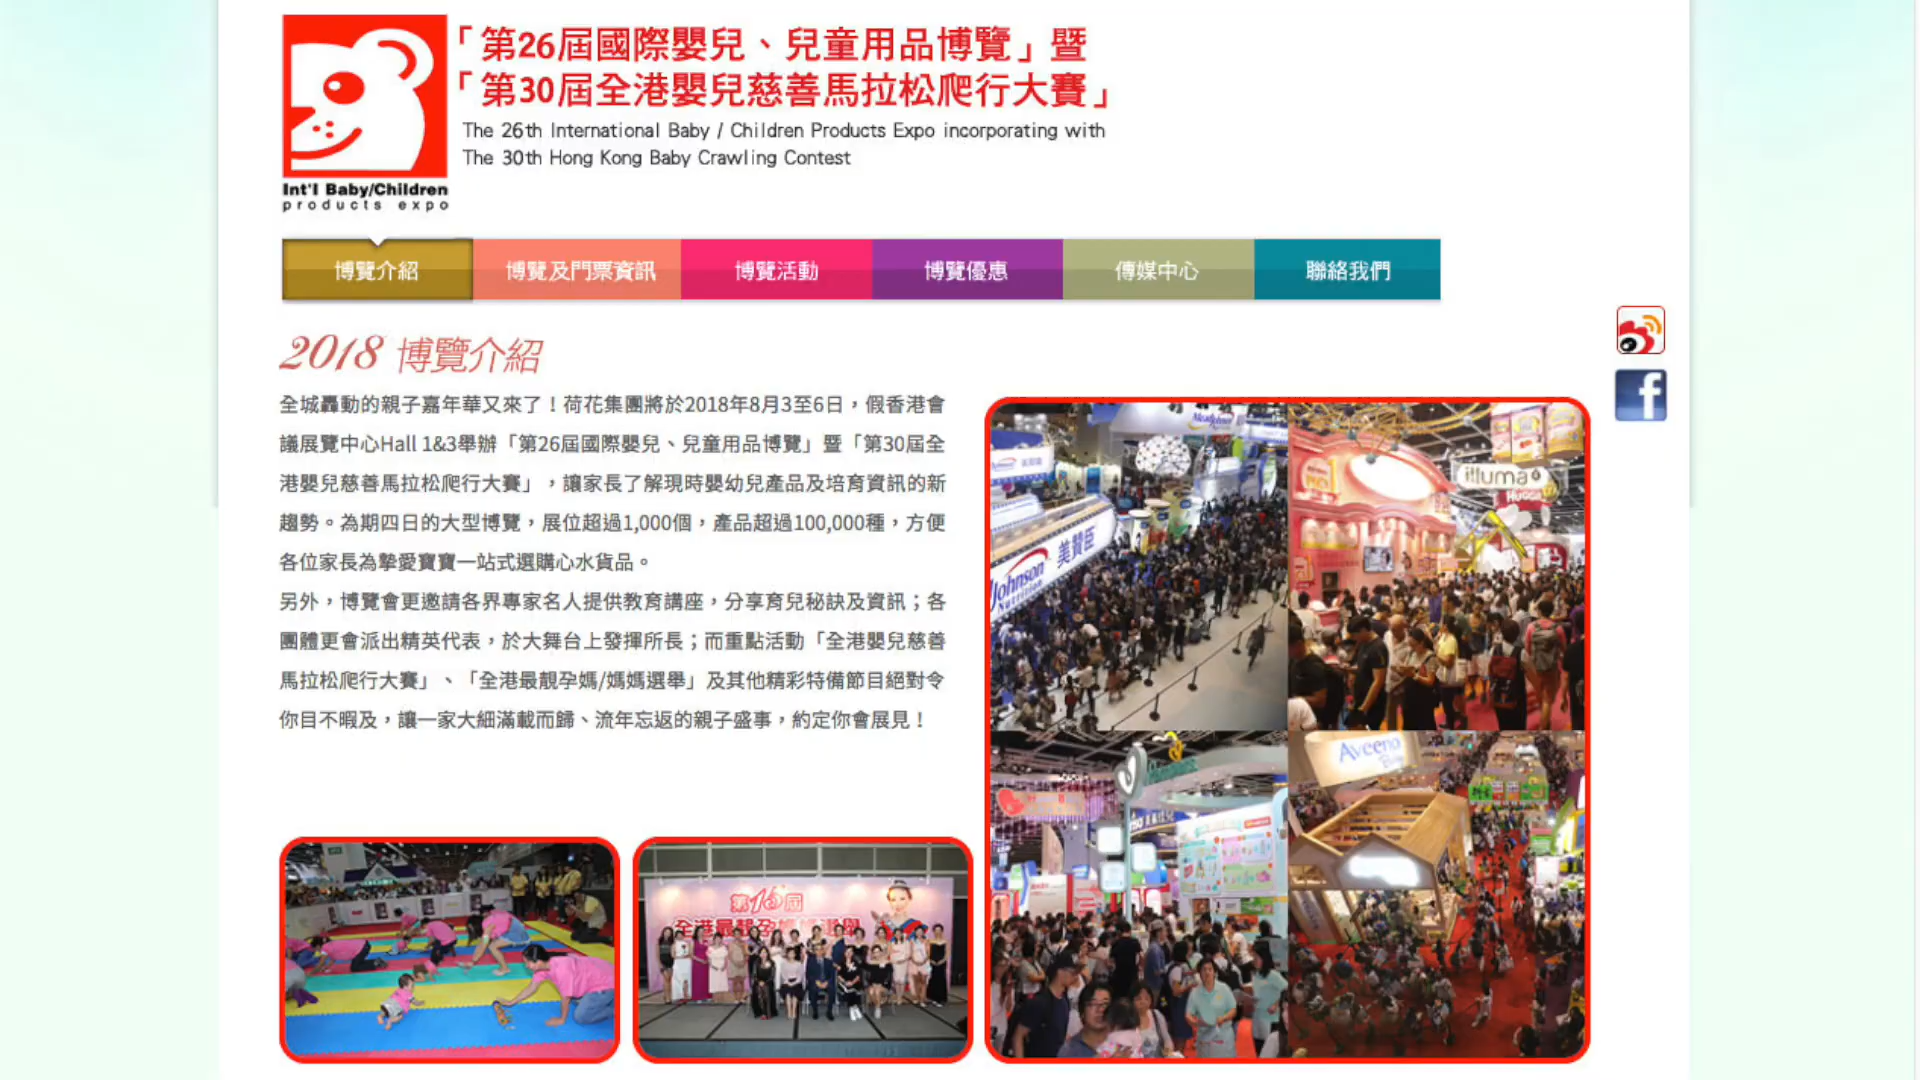 「第26屆國際嬰兒、兒童用品博覽」暨
「第30屆全港嬰兒慈善馬拉松爬行大賽」
The 26th International Baby / Children Products Expo incorporating with
The 30th Hong Kong Baby Crawling Contest
Int'l Baby/Children
products expo
博覽介紹
博覽及門票資訊
博覽活動
博覽優惠
傳媒中心
聯絡我們
2018 博覽介紹
全城轟動的親子嘉年華又來了！荷花集團將於2018年8月3至6日，假香港會
議展覽中心Hall 1&3舉辦「第26屆國際嬰兒、兒童用品博覽」暨「第30屆全
港嬰兒慈善馬拉松爬行大賽」，讓家長了解現時嬰幼兒產品及培育資訊的新
趨勢。為期四日的大型博覽，展位超過1,000個，產品超過100,000種，方便
各位家長為摯愛寶寶一站式選購心水貨品。
另外，博覽會更邀請各界專家名人提供教育講座，分享育兒秘訣及資訊；各
團體更會派出精英代表，於大舞台上發揮所長；而重點活動「全港嬰兒慈善
馬拉松爬行大賽」、「全港最靚孕媽/媽媽選舉」及其他精彩特備節目絕對令
你目不暇及，讓一家大細滿載而歸、流年忘返的親子盛事，約定你會展見！
MeadJohnson
美贊臣
Johnson
Nutrition
illuma
Aveeno
Baby
第16屆
全港最靚孕媽媽選舉